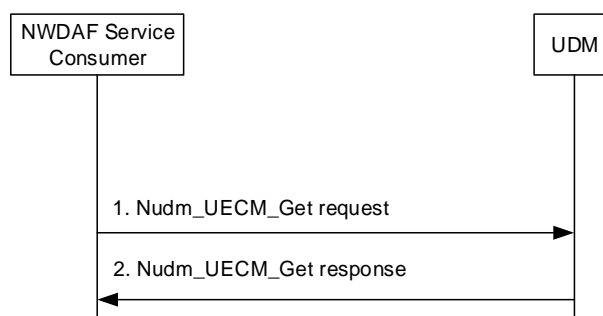 NWDAF Service
Consumer
UDM
1. Nudm_UECM_Get request
2. Nudm_UECM_Get response